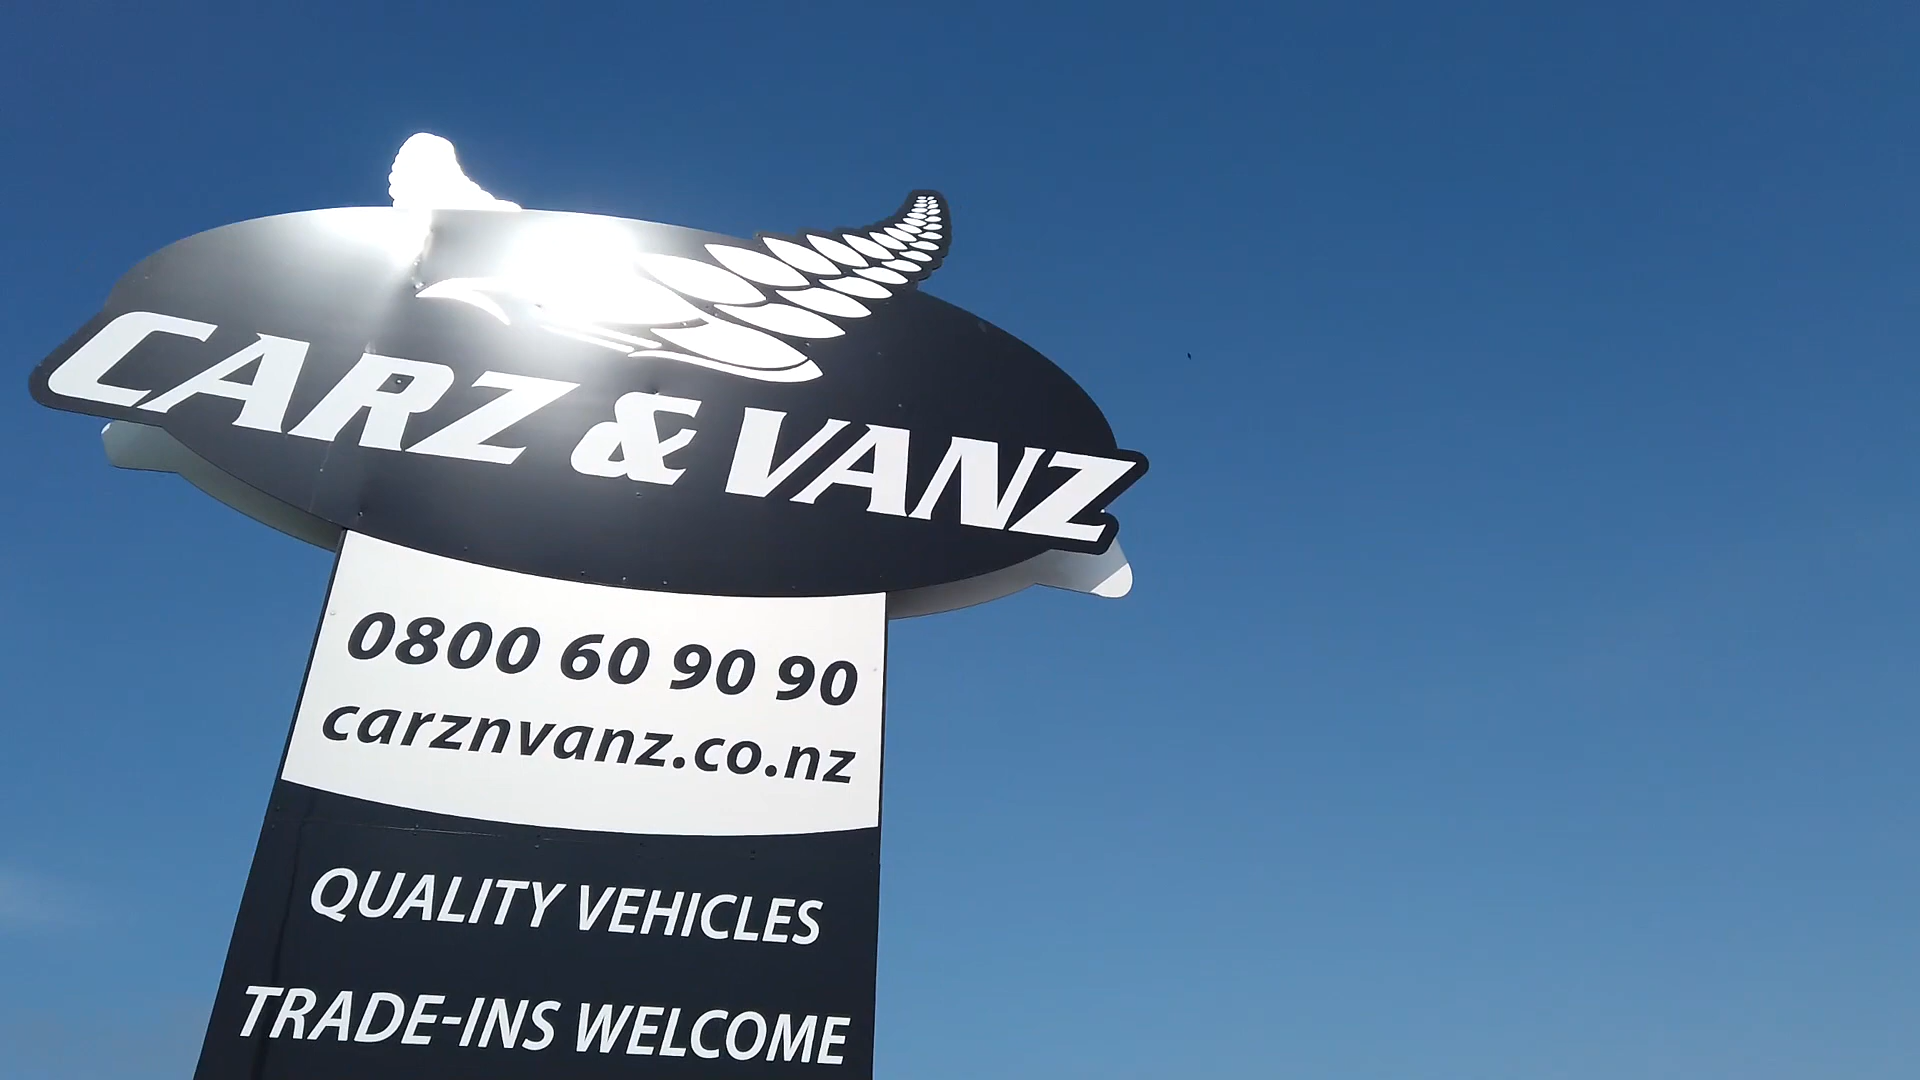 CARZ & VANZ
0800 60 90 90
carznvanz.co.nz
QUALITY VEHICLES
TRADE-INS WELCOME